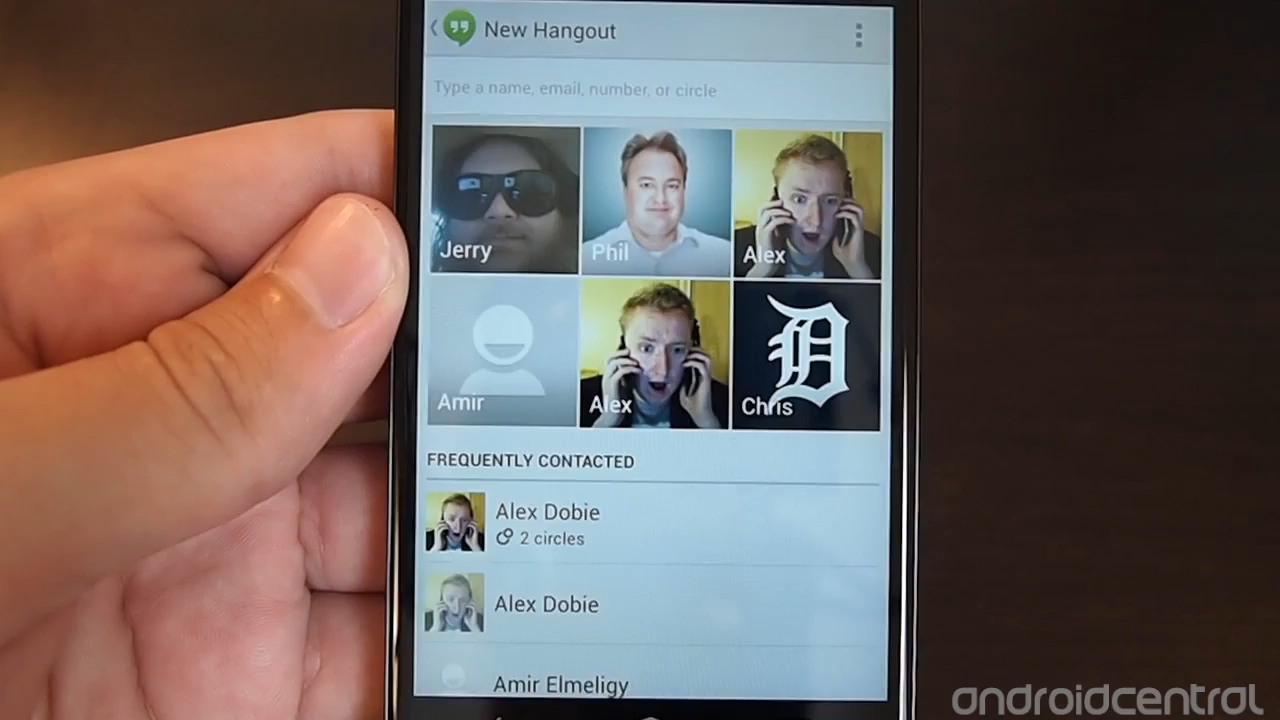 New Hangout
Type a name, email, number, or circle
Jerry
Phil
Alex
Amir
Alex
Chris
FREQUENTLY CONTACTED
Alex Dobie
2 circles
Alex Dobie
Amir Elmeligy
androidcentral